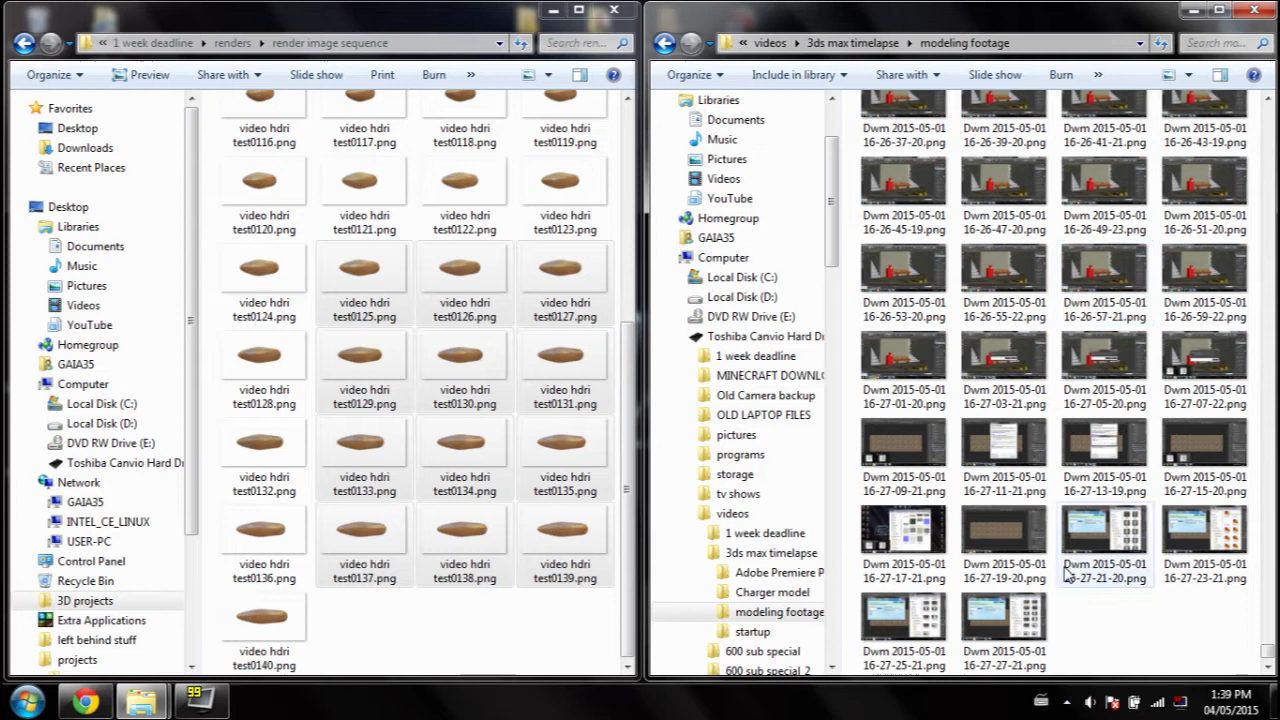 1 week deadline renders render image sequence
Search ren...
Organize Preview Share with Slide show Print Burn »
Favorites
Desktop
Downloads
Recent Places
Desktop
Libraries
Documents
Music
Pictures
Videos
YouTube
Homegroup
GAIA35
Computer
Local Disk (C:)
Local Disk (D:)
DVD RW Drive (E:)
Toshiba Canvio Hard Dr
Network
GAIA35
INTEL_CE_LINUX
USER-PC
Control Panel
Recycle Bin
3D projects
Extra Applications
left behind stuff
projects
video hdri video hdri video hdri video hdri
test0116.png test0117.png test0118.png test0119.png
video hdri video hdri video hdri video hdri
test0120.png test0121.png test0122.png test0123.png
video hdri video hdri video hdri video hdri
test0124.png test0125.png test0126.png test0127.png
video hdri video hdri video hdri video hdri
test0128.png test0129.png test0130.png test0131.png
video hdri video hdri video hdri video hdri
test0132.png test0133.png test0134.png test0135.png
video hdri video hdri video hdri video hdri
test0136.png test0137.png test0138.png test0139.png
video hdri
test0140.png
videos 3ds max timelapse modeling footage
Search mo...
Organize Include in library Share with Slide show Burn »
Libraries
Documents
Music
Pictures
Videos
YouTube
Homegroup
GAIA35
Computer
Local Disk (C:)
Local Disk (D:)
DVD RW Drive (E:)
Toshiba Canvio Hard Dr
1 week deadline
MINECRAFT DOWNL
Old Camera backup
OLD LAPTOP FILES
pictures
programs
storage
tv shows
videos
1 week deadline
3ds max timelapse
Adobe Premiere P
Charger model
modeling footage
startup
600 sub special
600 sub special_2
Dwm 2015-05-01 Dwm 2015-05-01 Dwm 2015-05-01 Dwm 2015-05-01
16-26-37-20.png 16-26-39-20.png 16-26-41-21.png 16-26-43-19.png
Dwm 2015-05-01 Dwm 2015-05-01 Dwm 2015-05-01 Dwm 2015-05-01
16-26-45-19.png 16-26-47-20.png 16-26-49-23.png 16-26-51-20.png
Dwm 2015-05-01 Dwm 2015-05-01 Dwm 2015-05-01 Dwm 2015-05-01
16-26-53-20.png 16-26-55-22.png 16-26-57-21.png 16-26-59-22.png
Dwm 2015-05-01 Dwm 2015-05-01 Dwm 2015-05-01 Dwm 2015-05-01
16-27-01-20.png 16-27-03-21.png 16-27-05-20.png 16-27-07-22.png
Dwm 2015-05-01 Dwm 2015-05-01 Dwm 2015-05-01 Dwm 2015-05-01
16-27-09-21.png 16-27-11-21.png 16-27-13-19.png 16-27-15-20.png
Dwm 2015-05-01 Dwm 2015-05-01 Dwm 2015-05-01 Dwm 2015-05-01
16-27-17-21.png 16-27-19-20.png 16-27-21-20.png 16-27-23-21.png
Dwm 2015-05-01 Dwm 2015-05-01
16-27-25-21.png 16-27-27-21.png
99
1:39 PM
04/05/2015